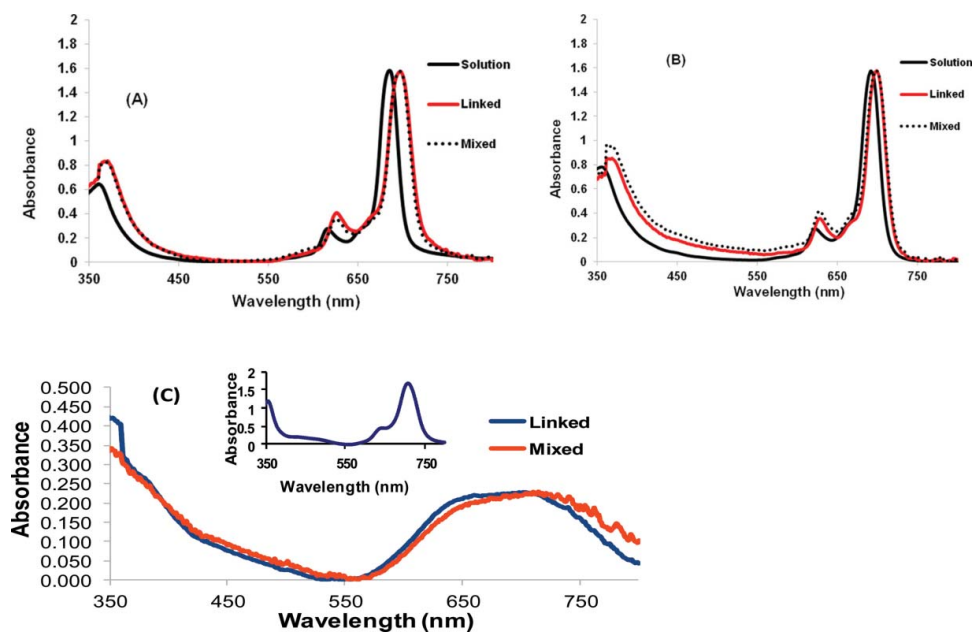 2
1.8
1.6
1.4
1.2
1
0.8
0.6
0.4
0.2
0
Absorbance
(A)
Solution
Linked
Mixed
350 450 550 650 750
Wavelength (nm)
2
1.8
1.6
1.4
1.2
1
0.8
0.6
0.4
0.2
0
Absorbance
(B)
Solution
Linked
Mixed
350 450 550 650 750
Wavelength (nm)
0.500
0.450
0.400
0.350
0.300
0.250
0.200
0.150
0.100
0.050
0.000
Absorbance
(C)
2
1.5
1
0.5
0
Absorbance
350 550 750
Wavelength (nm)
Linked
Mixed
350 450 550 650 750
Wavelength (nm)